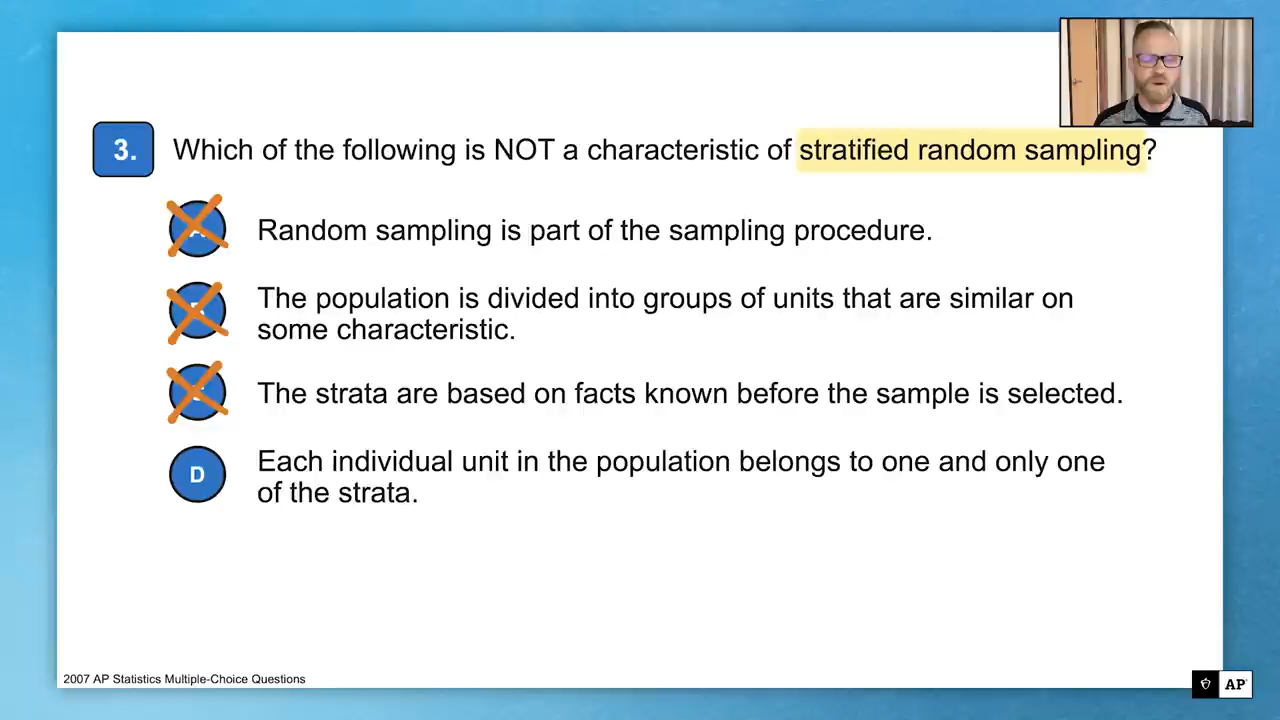 3. Which of the following is NOT a characteristic of stratified random sampling?
Random sampling is part of the sampling procedure.
The population is divided into groups of units that are similar on
some characteristic.
The strata are based on facts known before the sample is selected.
D Each individual unit in the population belongs to one and only one
of the strata.
2007 AP Statistics Multiple-Choice Questions
AP